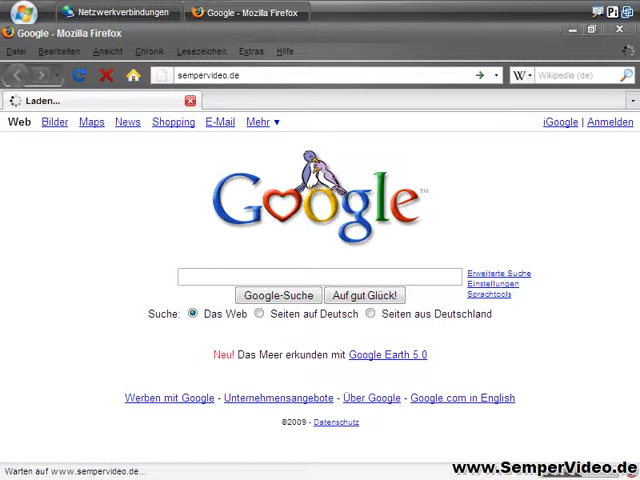 Netzwerkverbindungen
Google - Mozilla Firefox
Google - Mozilla Firefox
Datei Bearbeiten Ansicht Chronik Lesezeichen Extras Hilfe
sempervideo.de
W Wikipedia (de)
Laden...
Web Bilder Maps News Shopping E-Mail Mehr ▼
iGoogle | Anmelden
Google™
Erweiterte Suche
Einstellungen
Sprachtools
Google-Suche Auf gut Glück!
Suche: Das Web Seiten auf Deutsch Seiten aus Deutschland
Neu! Das Meer erkunden mit Google Earth 5.0
Werben mit Google - Unternehmensangebote - Über Google - Google.com in English
©2009 - Datenschutz
Warten auf www.sempervideo.de...
www.SemperVideo.de